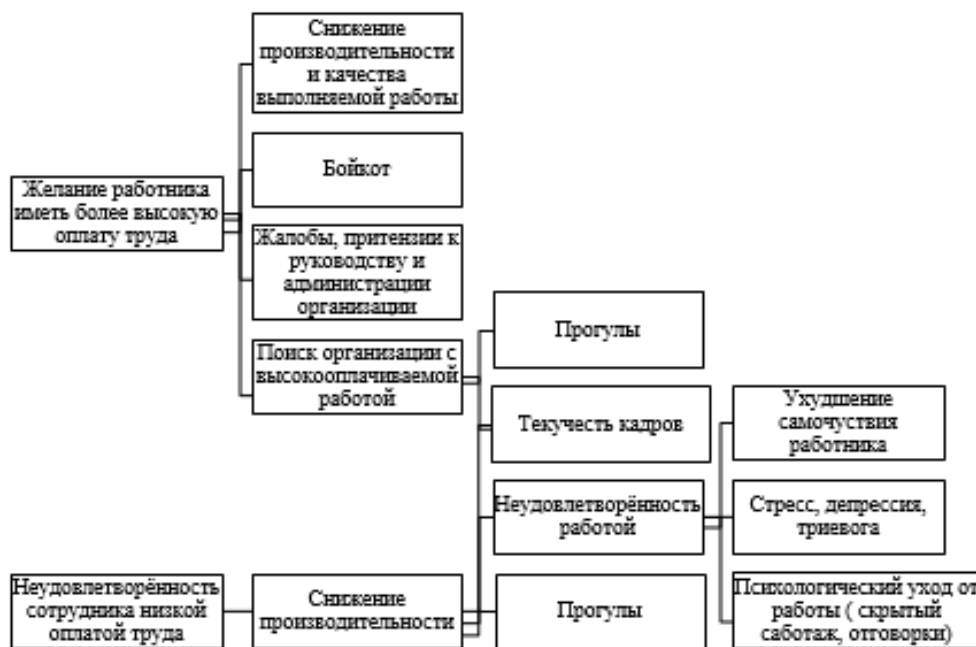 Снижение
производительности
и качества
выполняемой работы
Бойкот
Желание работника
иметь более высокую
оплату труда
Жалобы, притензии к
руководству и
администрации
организации
Прогулы
Поиск организации с
высокооплачиваемой
работой
Текучесть кадров
Ухудшение
самочуствия
работника
Неудовлетворённость
работой
Стресс, депрессия,
триевога
Неудовлетворённость
сотрудника низкой
оплатой труда
Снижение
производительности
Прогулы
Психологический уход от
работы ( скрытый
саботаж, отговорки)